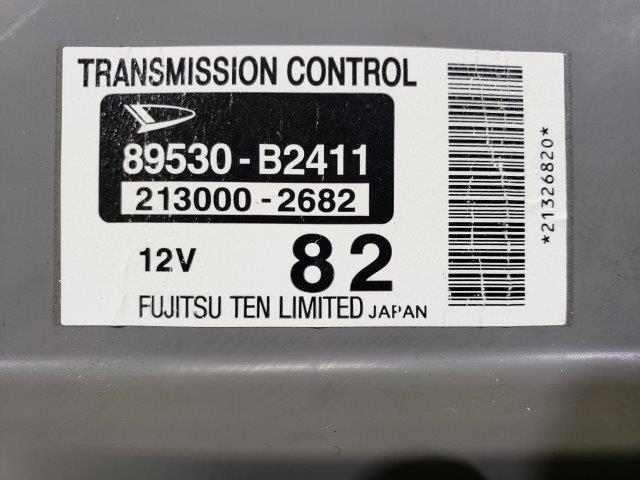 TRANSMISSION CONTROL
89530-B2411
213000-2682
12V 82
FUJITSU TEN LIMITED JAPAN
*21326820*